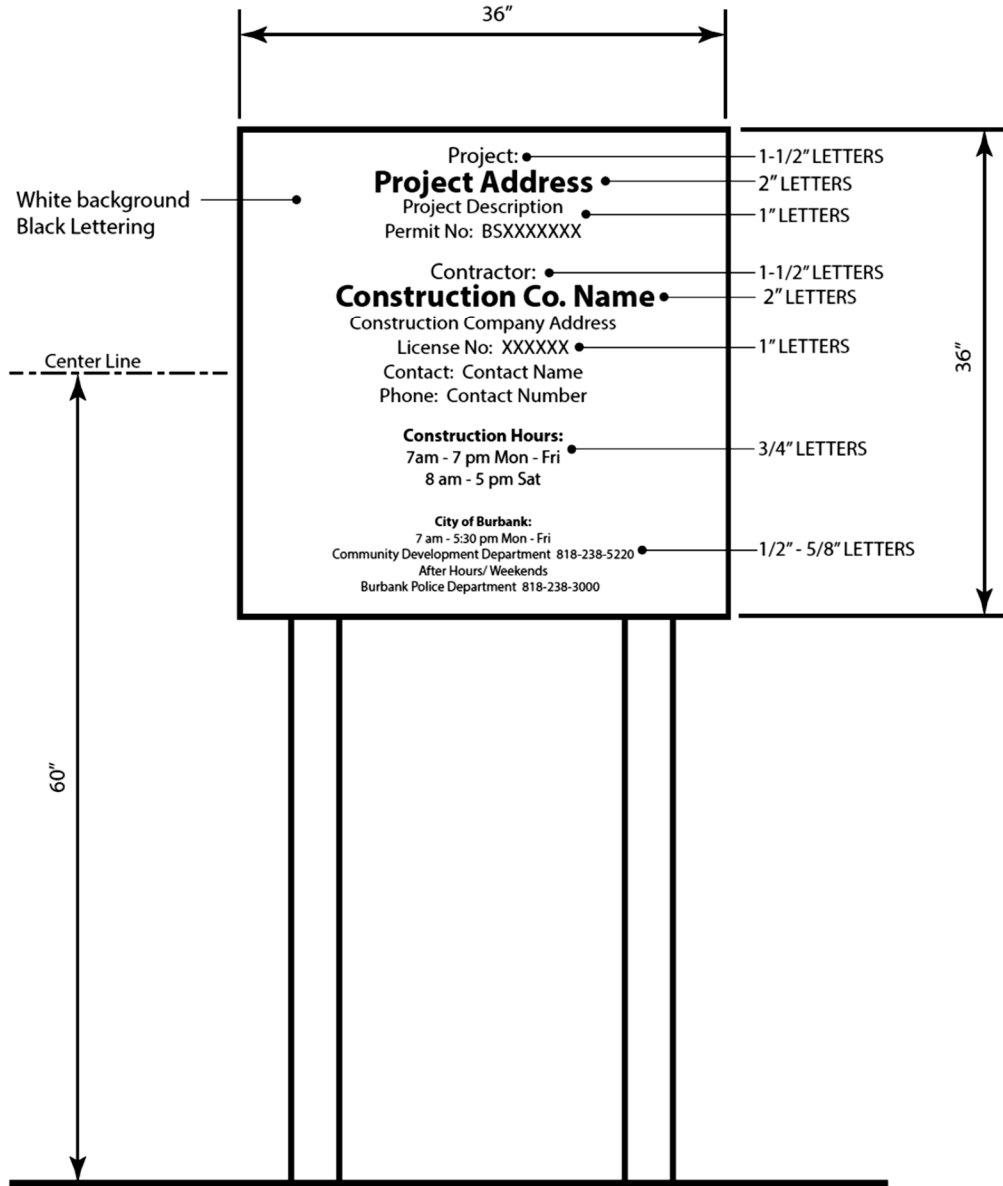 36”
Project:
1-1/2” LETTERS
Project Address
2” LETTERS
White background
Black Lettering
Project Description
1” LETTERS
Permit No: BSXXXXXXX
Contractor:
1-1/2” LETTERS
Construction Co. Name
2” LETTERS
Construction Company Address
License No: XXXXXX
1” LETTERS
Center Line
36”
Contact: Contact Name
Phone: Contact Number
Construction Hours:
7am - 7 pm Mon - Fri
3/4” LETTERS
8 am - 5 pm Sat
City of Burbank:
7 am - 5:30 pm Mon - Fri
Community Development Department 818-238-5220
1/2” - 5/8” LETTERS
After Hours/ Weekends
Burbank Police Department 818-238-3000
60”